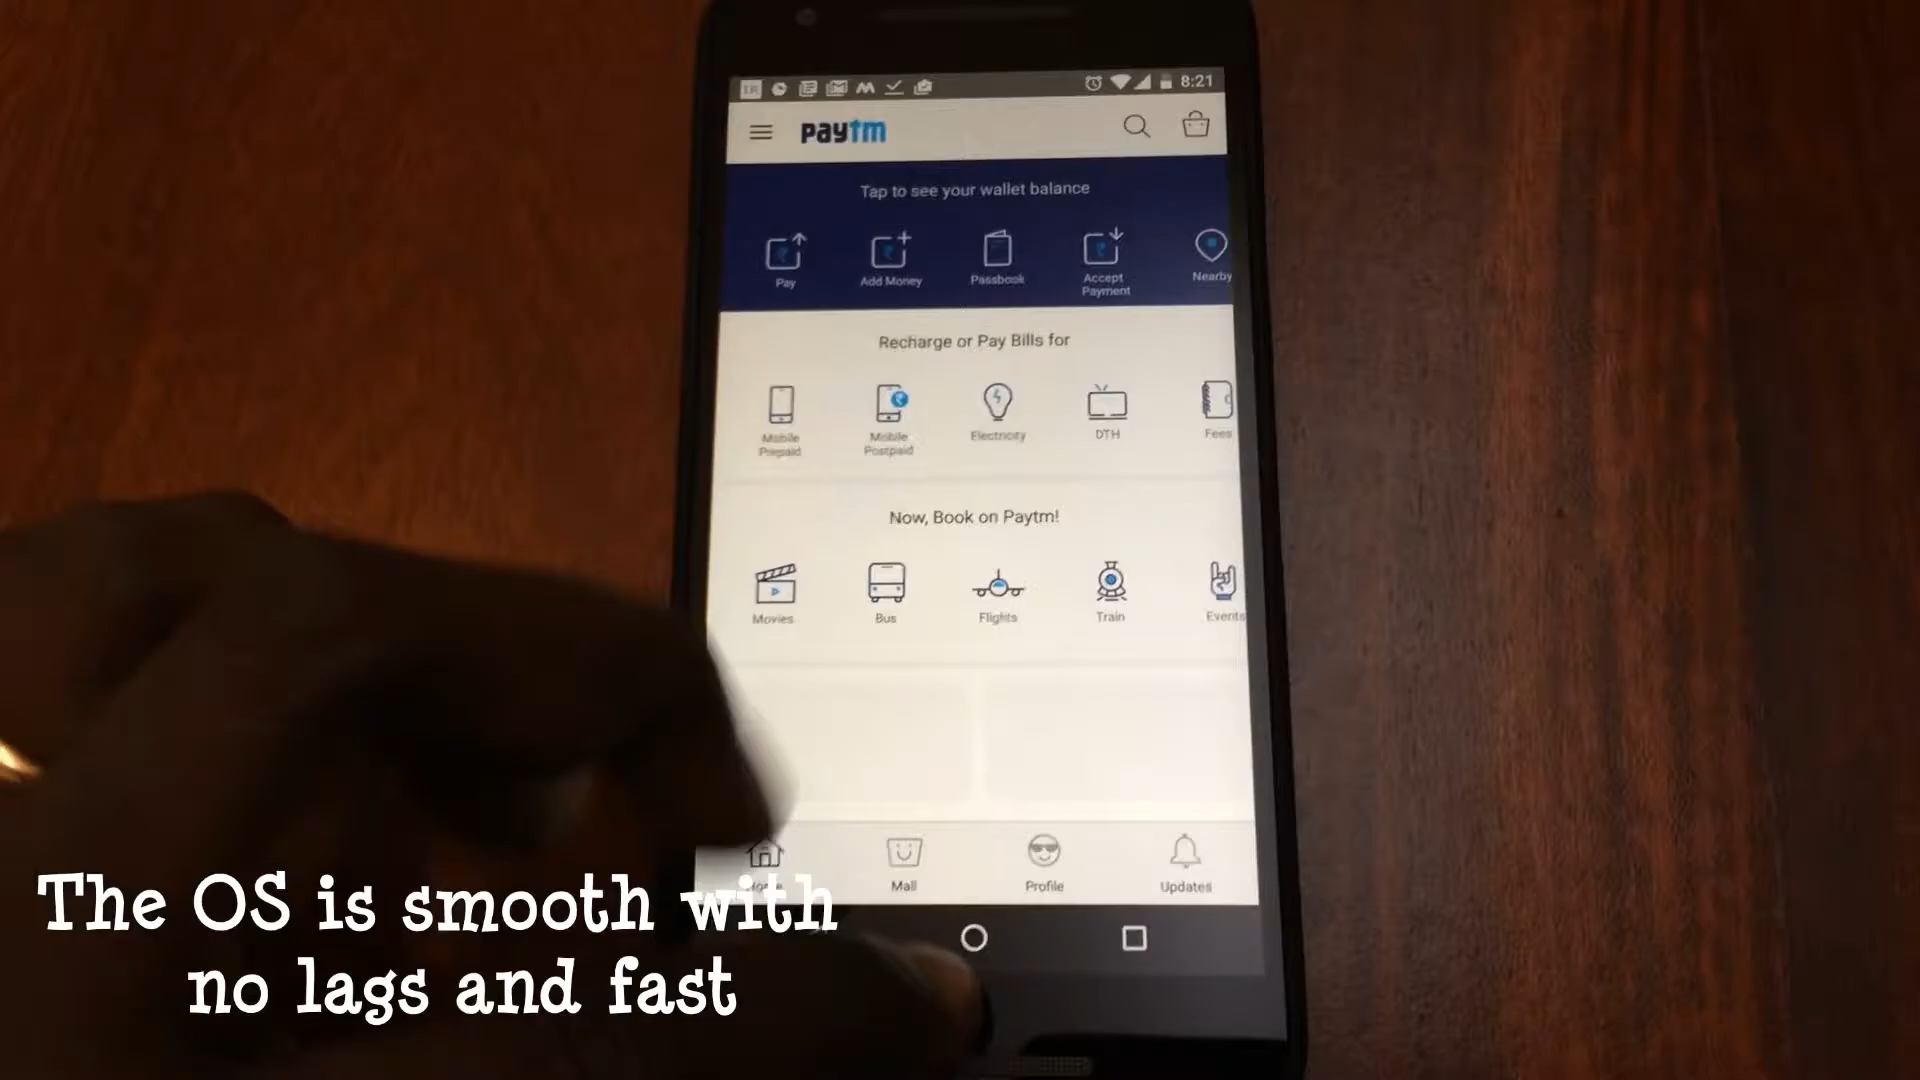 8:21
paytm
Tap to see your wallet balance
Pay
Add Money
Passbook
Accept
Payment
Nearby
Recharge or Pay Bills for
Mobile
Prepaid
Mobile
Postpaid
Electricity
DTH
Fees
Now, Book on Paytm!
Movies
Bus
Flights
Train
Events
Mall
Profile
Updates
The OS is smooth with
no lags and fast